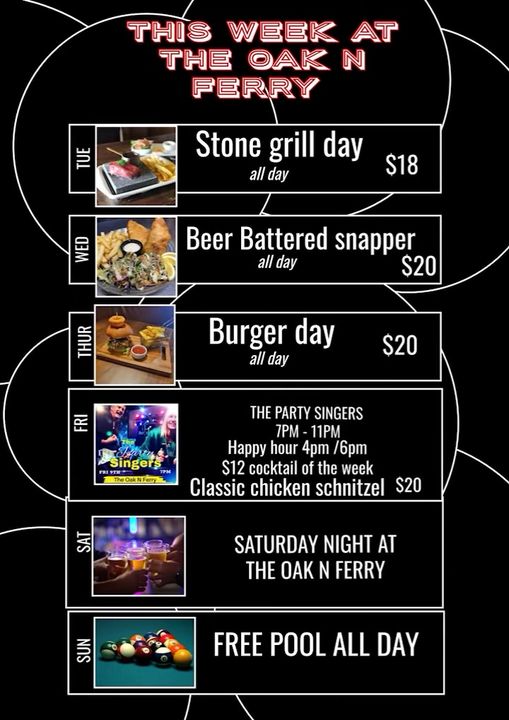 THIS WEEK AT
THE OAK N
FERRY
TUE
Stone grill day
all day
$18
WED
Beer Battered snapper
all day
$20
THUR
Burger day
all day
$20
FRI
The
Party
Singers
FRI 9TH
7PM
The Oak N Ferry
THE PARTY SINGERS
7PM - 11PM
Happy hour 4pm /6pm
$12 cocktail of the week
Classic chicken schnitzel $20
SAT
SATURDAY NIGHT AT
THE OAK N FERRY
SUN
FREE POOL ALL DAY